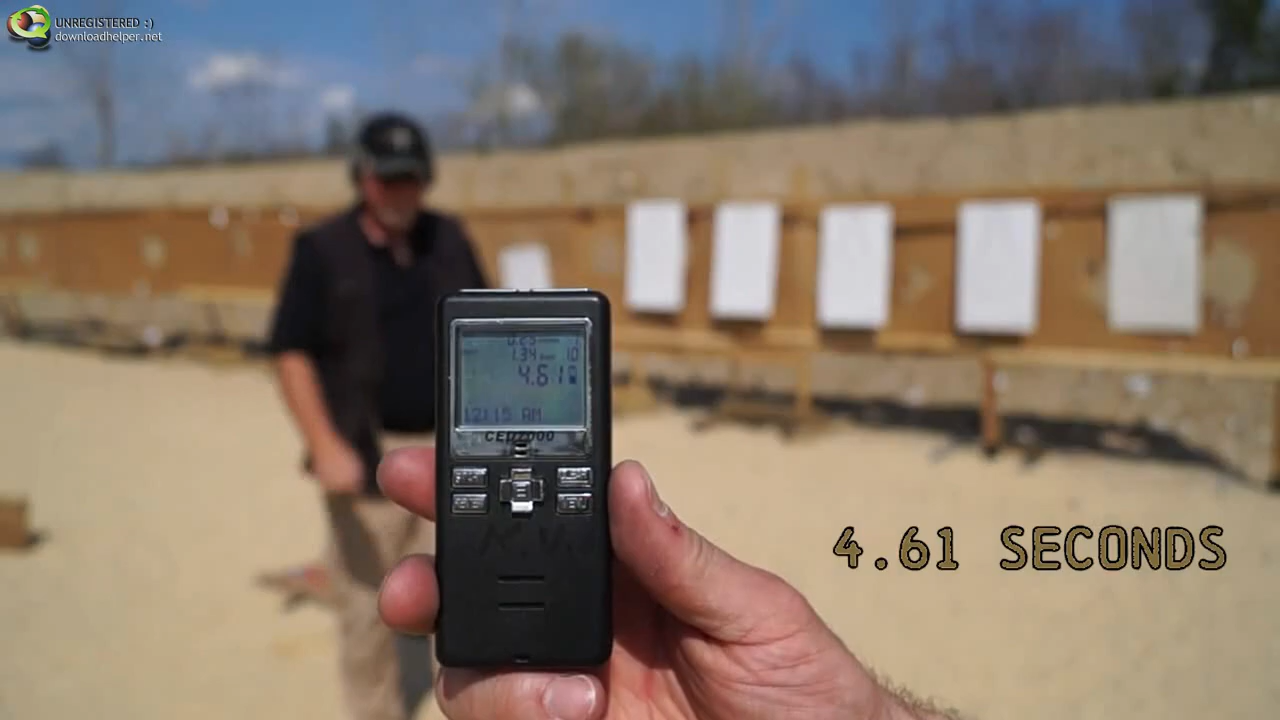 UNREGISTERED :)
downloadhelper.net
0.25
1.34 10
4.61
12:15 AM
CED7000
4.61 SECONDS